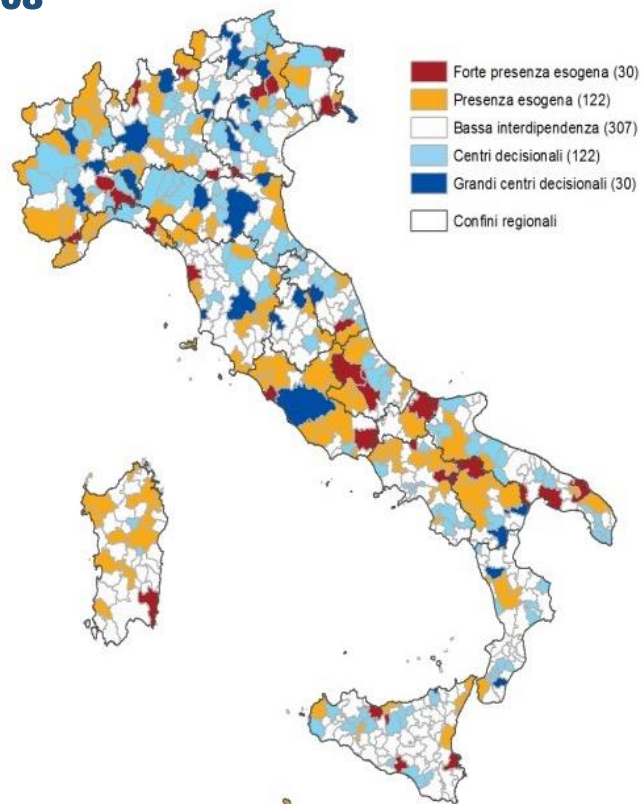 Forte presenza esogena (30)
Presenza esogena (122)
Bassa interdipendenza (307)
Centri decisionali (122)
Grandi centri decisionali (30)
Confini regionali